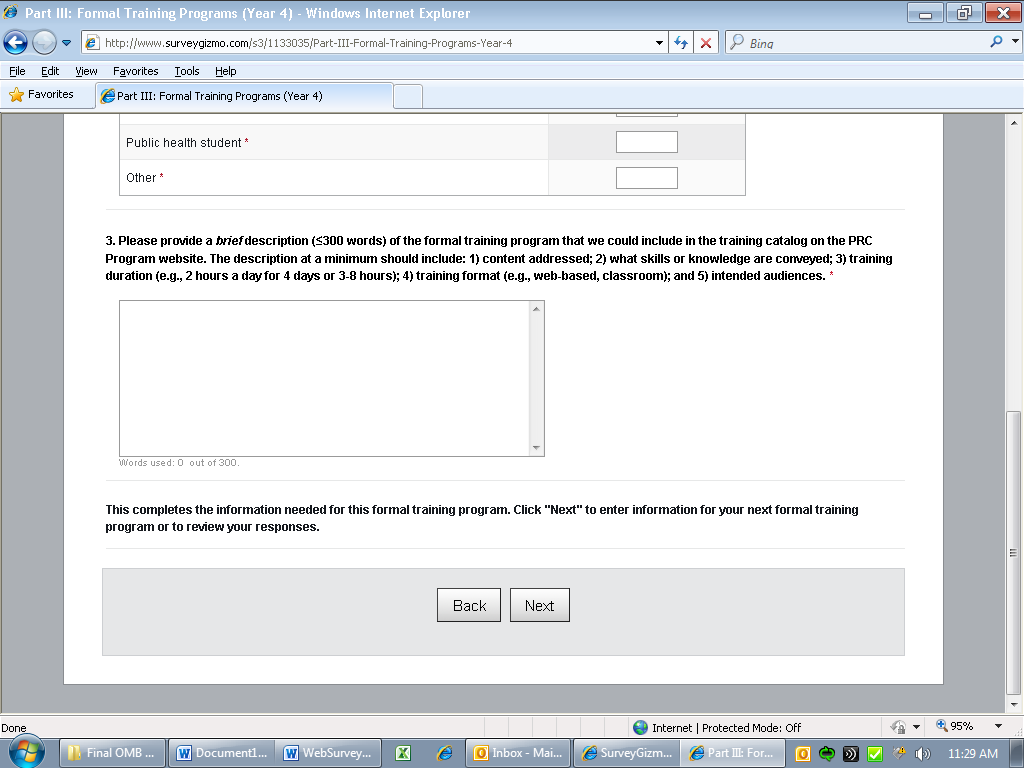 Part III: Formal Training Programs (Year 4) - Windows Internet Explorer
http://www.surveygizmo.com/s3/1133035/Part-III-Formal-Training-Programs-Year-4
Bing
File Edit View Favorites Tools Help
Favorites
Part III: Formal Training Programs (Year 4)
Public health student *
Other *
3. Please provide a brief description (≤300 words) of the formal training program that we could include in the training catalog on the PRC
Program website. The description at a minimum should include: 1) content addressed; 2) what skills or knowledge are conveyed; 3) training
duration (e.g., 2 hours a day for 4 days or 3-8 hours); 4) training format (e.g., web-based, classroom); and 5) intended audiences. *
Words used: 0 out of 300.
This completes the information needed for this formal training program. Click "Next" to enter information for your next formal training
program or to review your responses.
Back Next
Done
Internet | Protected Mode: Off
95%
Final OMB ... Document1... WebSurvey... Inbox - Mai... SurveyGizm... Part III: For... 11:29 AM